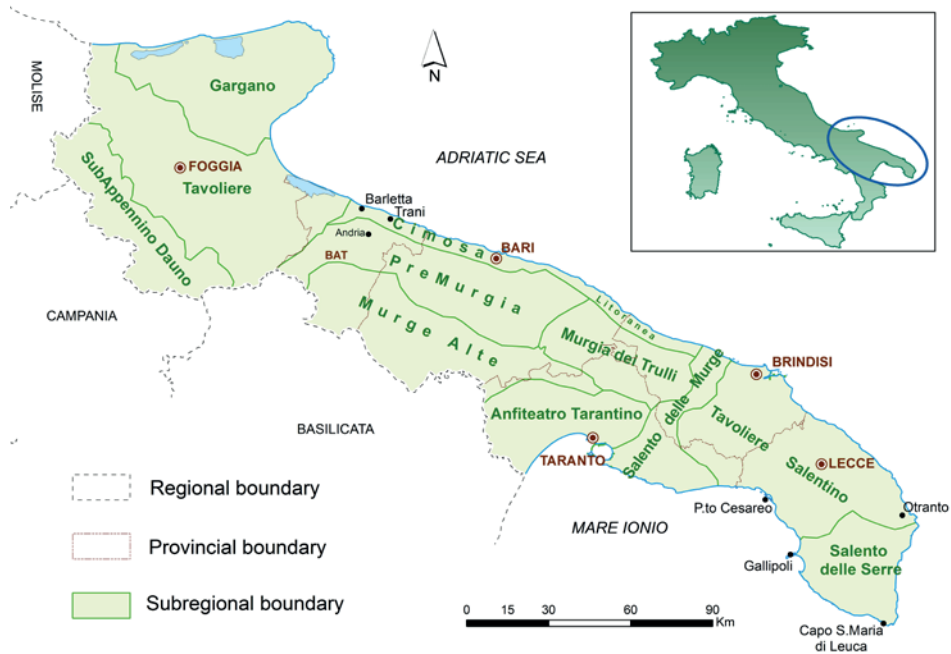 MOLISE
Gargano
N
ADRIATIC SEA
FOGGIA
Tavoliere
SubAppennino Dauno
Barletta
Trani
Andria
Cimosa
BARI
BAT
PreMurgia
Litoranea
CAMPANIA
Murge Alte
Murgia dei Trulli
BRINDISI
Salento delle Murge
Anfiteatro Tarantino
Tavoliere
BASILICATA
TARANTO
LECCE
Salentino
Regional boundary
P.to Cesareo
Otranto
MARE IONIO
Provincial boundary
Gallipoli
Salento
delle Serre
Subregional boundary
0 15 30 60 90
Km
Capo S.Maria
di Leuca